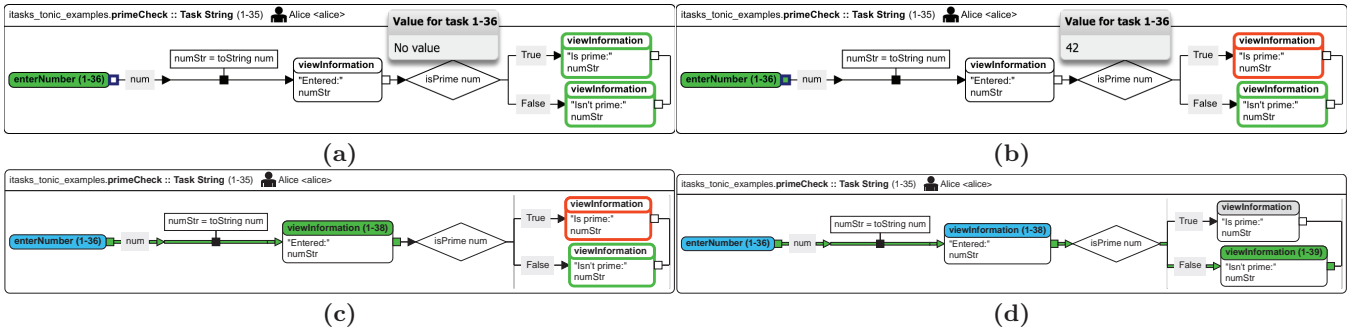 itasks_tonic_examples.primeCheck :: Task String (1-35) Alice <alice>
Value for task 1-36
No value
numStr = toString num
enterNumber (1-36)
num
viewInformation
"Entered:"
numStr
isPrime num
True
viewInformation
"Is prime:"
numStr
False
viewInformation
"Isn't prime:"
numStr
(a)
itasks_tonic_examples.primeCheck :: Task String (1-35) Alice <alice>
Value for task 1-36
42
numStr = toString num
enterNumber (1-36)
num
viewInformation
"Entered:"
numStr
isPrime num
True
viewInformation
"Is prime:"
numStr
False
viewInformation
"Isn't prime:"
numStr
(b)
itasks_tonic_examples.primeCheck :: Task String (1-35) Alice <alice>
numStr = toString num
enterNumber (1-36)
num
viewInformation (1-38)
"Entered:"
numStr
isPrime num
True
viewInformation
"Is prime:"
numStr
False
viewInformation
"Isn't prime:"
numStr
(c)
itasks_tonic_examples.primeCheck :: Task String (1-35) Alice <alice>
numStr = toString num
enterNumber (1-36)
num
viewInformation (1-38)
"Entered:"
numStr
isPrime num
True
viewInformation
"Is prime:"
numStr
False
viewInformation (1-39)
"Isn't prime:"
numStr
(d)